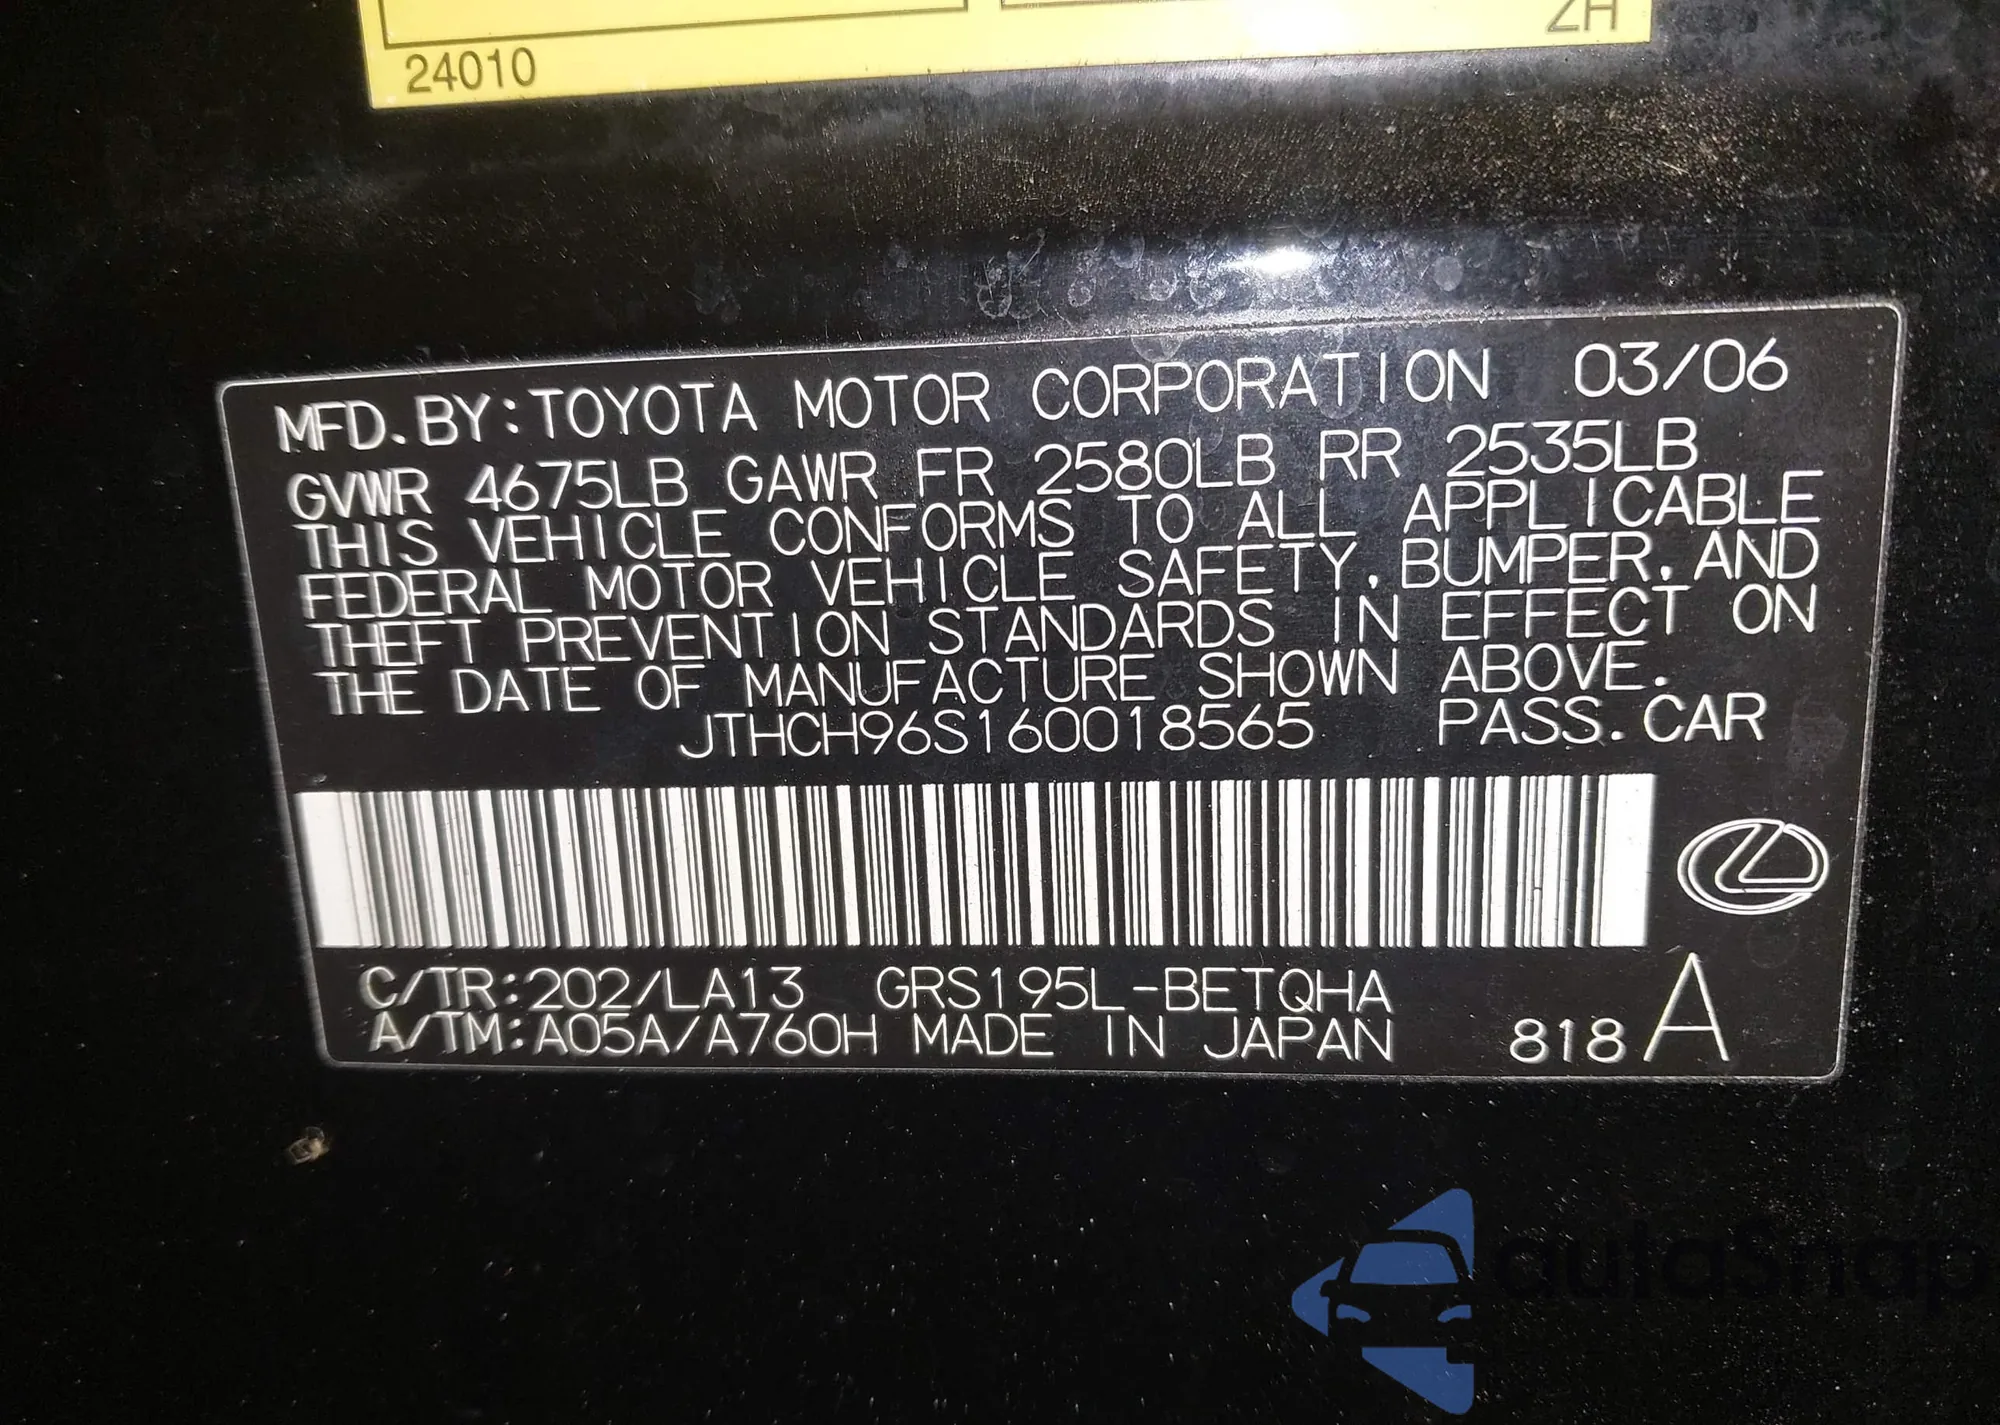 24010
ZH
MFD.BY:TOYOTA MOTOR CORPORATION 03/06
GVWR 4675LB GAWR FR 2580LB RR 2535LB
THIS VEHICLE CONFORMS TO ALL APPLICABLE
FEDERAL MOTOR VEHICLE SAFETY, BUMPER, AND
THEFT PREVENTION STANDARDS IN EFFECT ON
THE DATE OF MANUFACTURE SHOWN ABOVE.
JTHCH96S160018565 PASS.CAR
C/TR:202/LA13 GRS195L-BETQHA
A/TM:A05A/A760H MADE IN JAPAN 818 A
autoSnap